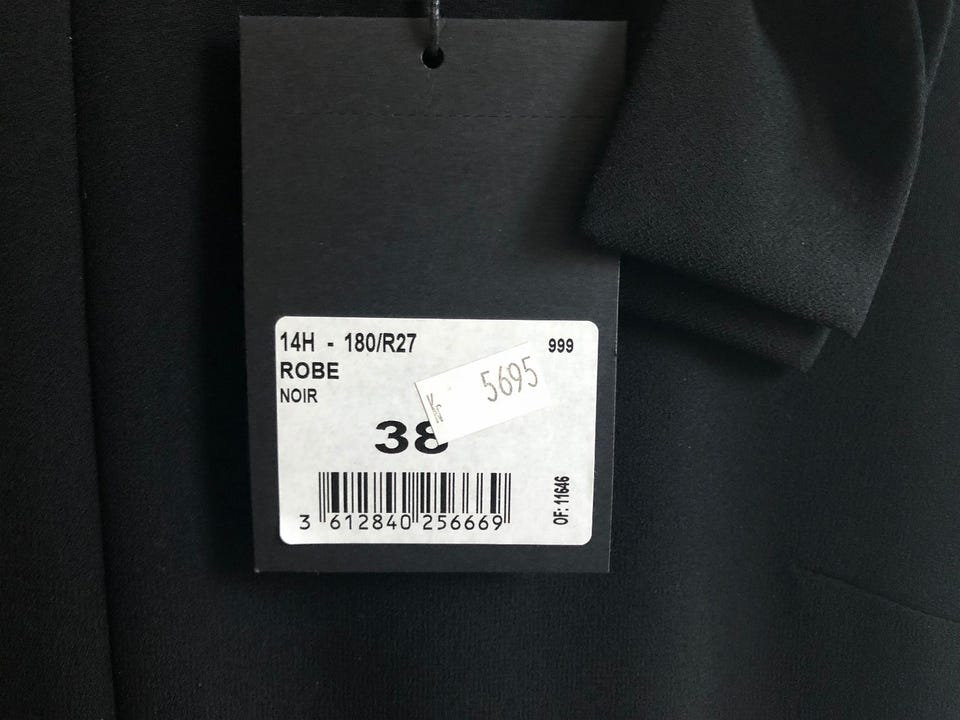 14H - 180/R27 999
ROBE
NOIR
5695
38
3 612840 256669
OF: 11646